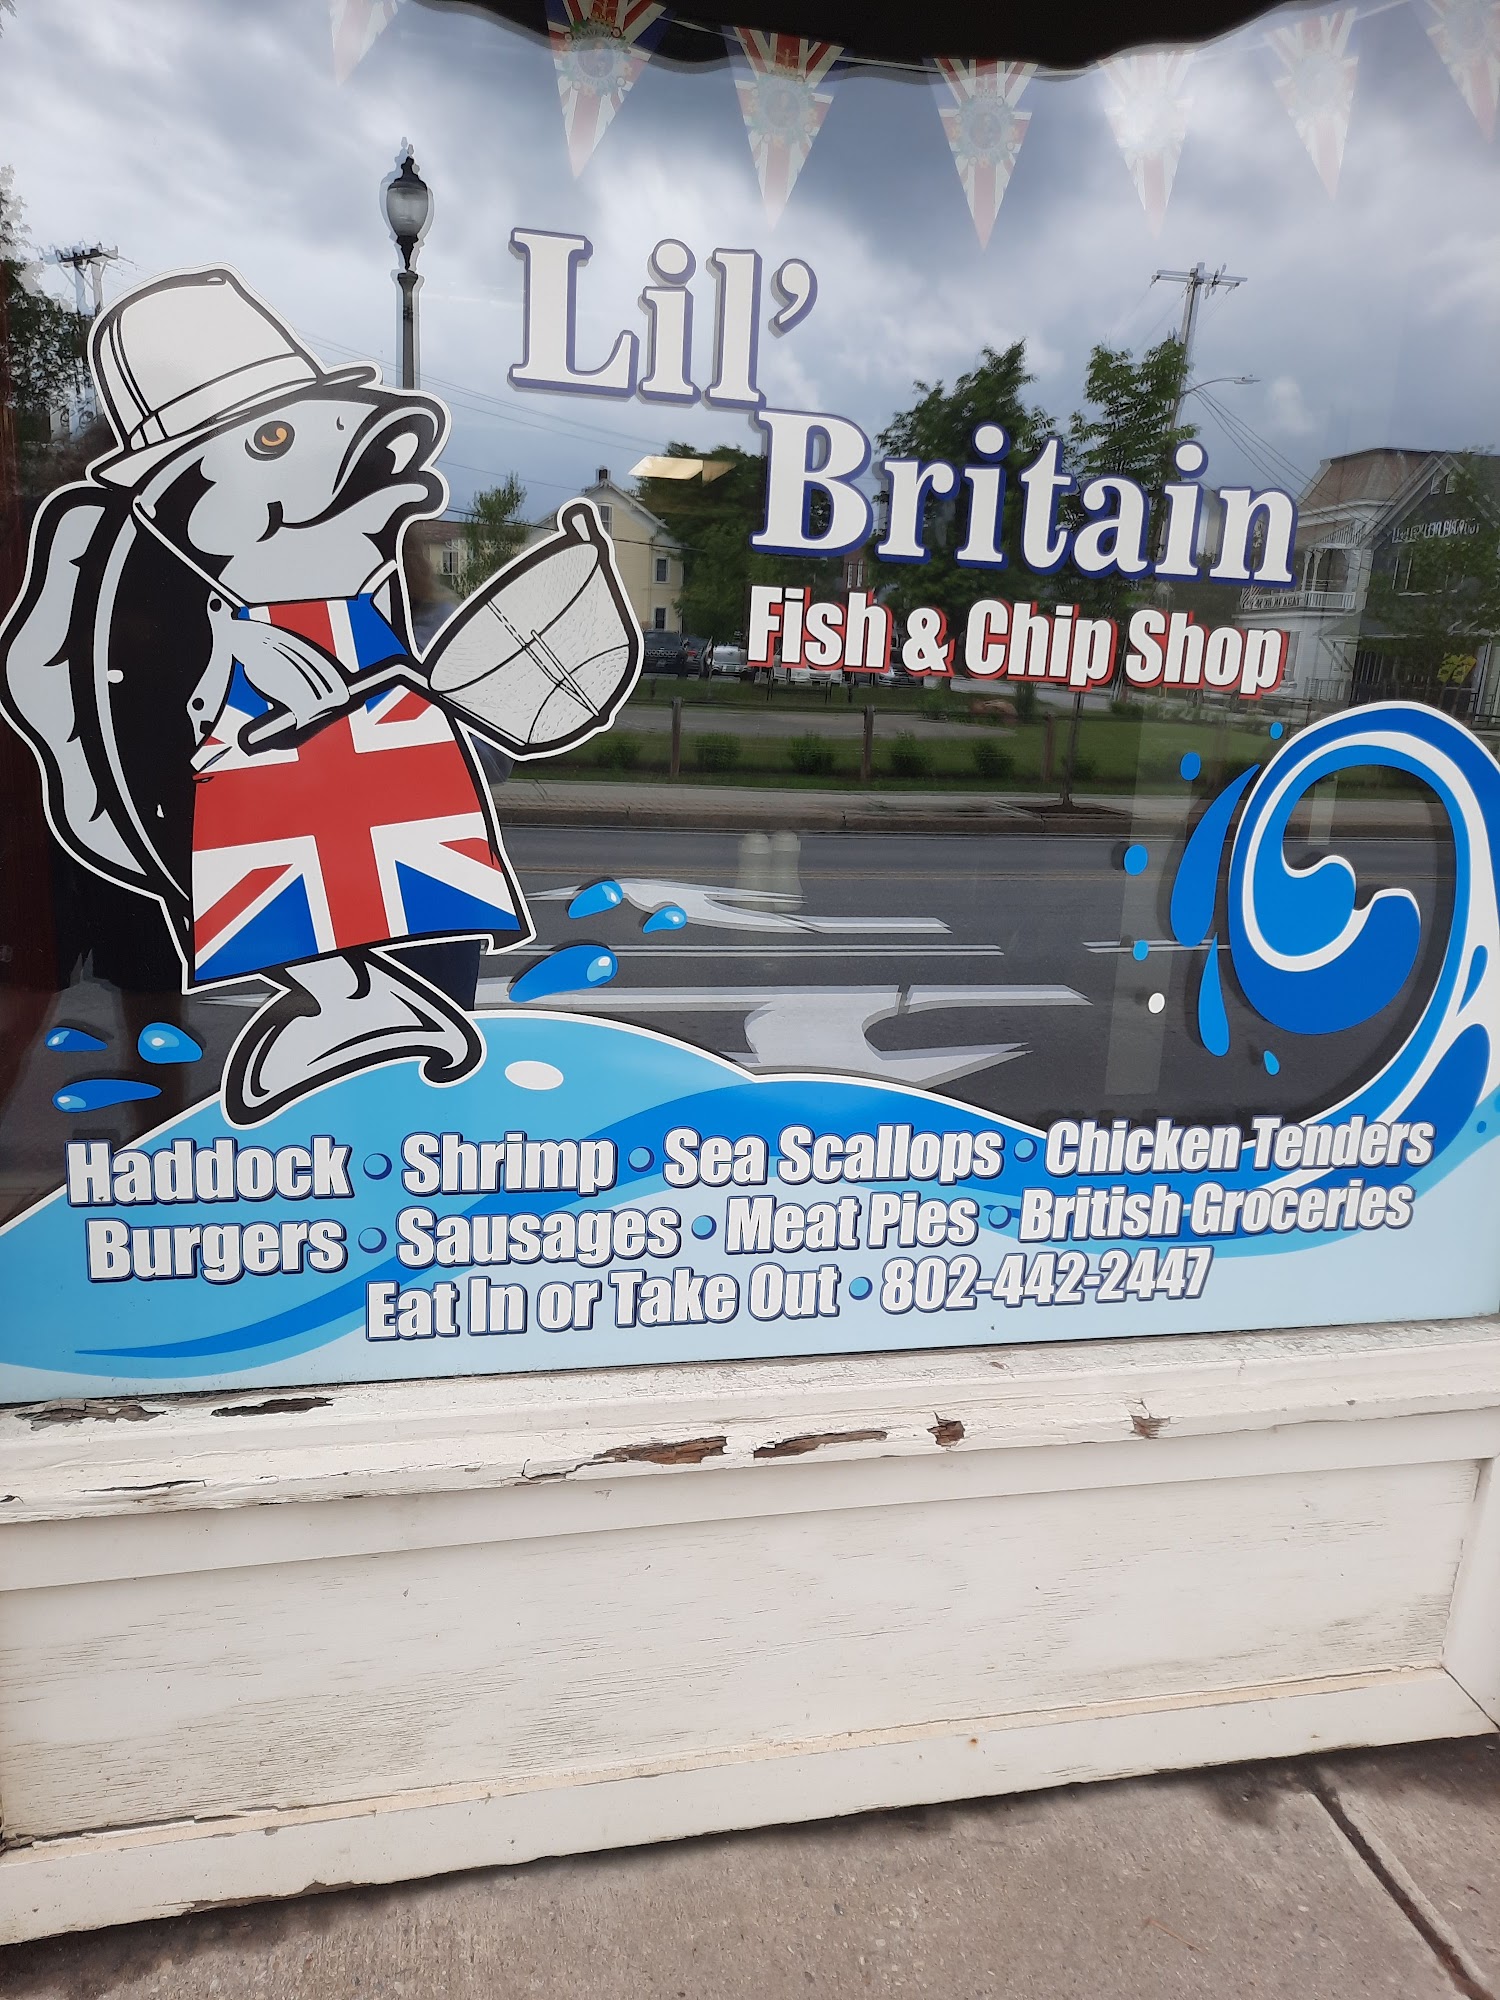 Lil'
Britain
Fish & Chip Shop
Haddock • Shrimp • Sea Scallops • Chicken Tenders
Burgers • Sausages • Meat Pies • British Groceries
Eat In or Take Out • 802-442-2447